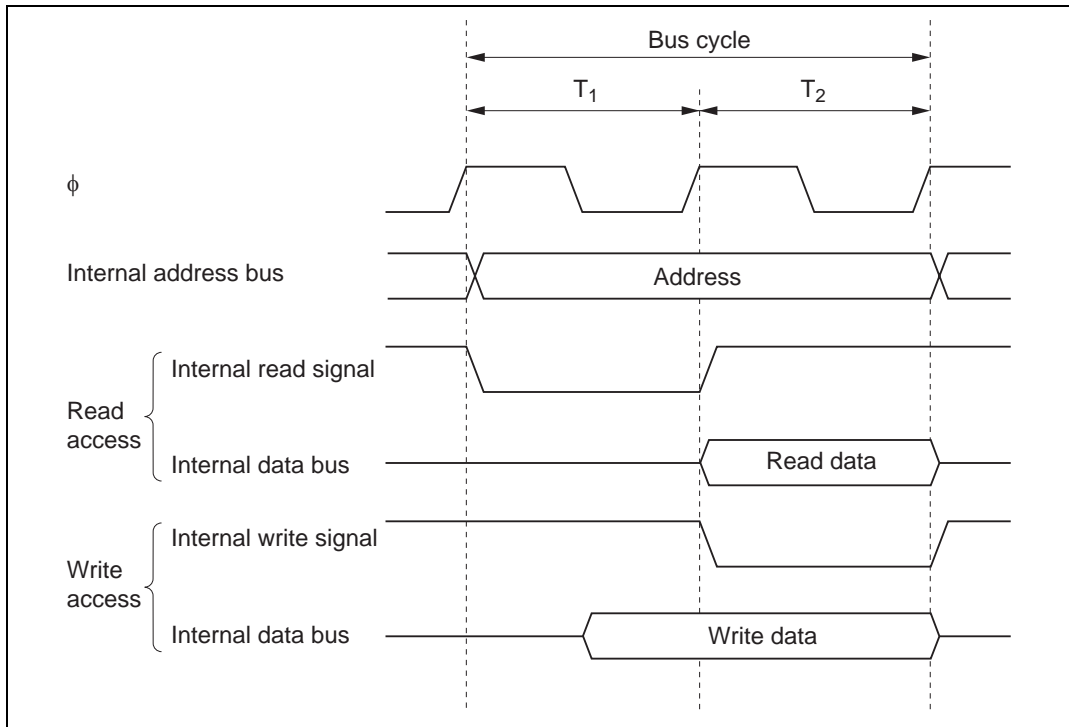 Bus cycle
T₁ T₂
ϕ
Internal address bus
Address
Internal read signal
Read
access
Internal data bus
Read data
Internal write signal
Write
access
Internal data bus
Write data